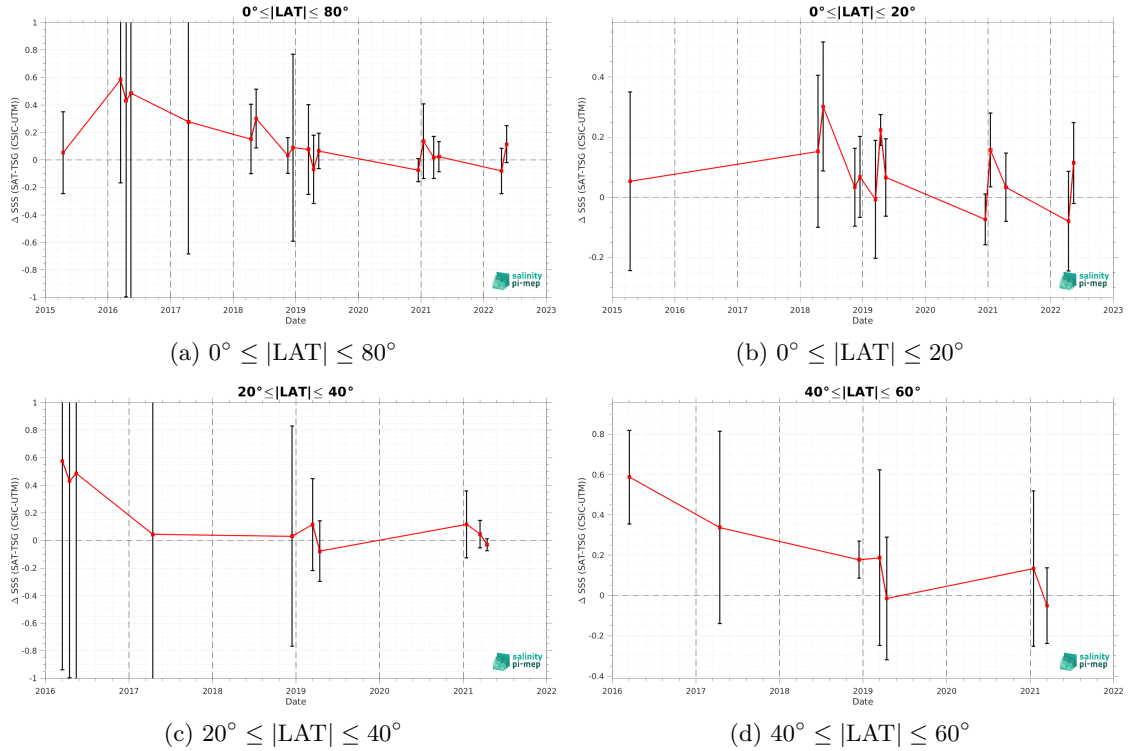 0°≤|LAT|≤ 80°
Δ SSS (SAT-TSG (CSIC-UTM))
1
0.8
0.6
0.4
0.2
0
-0.2
-0.4
-0.6
-0.8
-1
2015 2016 2017 2018 2019 2020 2021 2022 2023
Date
salinity
pi-mep
(a) 0° ≤ |LAT| ≤ 80°
0°≤|LAT|≤ 20°
Δ SSS (SAT-TSG (CSIC-UTM))
0.4
0.2
0
-0.2
2015 2016 2017 2018 2019 2020 2021 2022 2023
Date
salinity
pi-mep
(b) 0° ≤ |LAT| ≤ 20°
20°≤|LAT|≤ 40°
Δ SSS (SAT-TSG (CSIC-UTM))
1
0.8
0.6
0.4
0.2
0
-0.2
-0.4
-0.6
-0.8
-1
2016 2017 2018 2019 2020 2021 2022
Date
salinity
pi-mep
(c) 20° ≤ |LAT| ≤ 40°
40°≤|LAT|≤ 60°
Δ SSS (SAT-TSG (CSIC-UTM))
0.8
0.6
0.4
0.2
0
-0.2
-0.4
2016 2017 2018 2019 2020 2021 2022
Date
salinity
pi-mep
(d) 40° ≤ |LAT| ≤ 60°